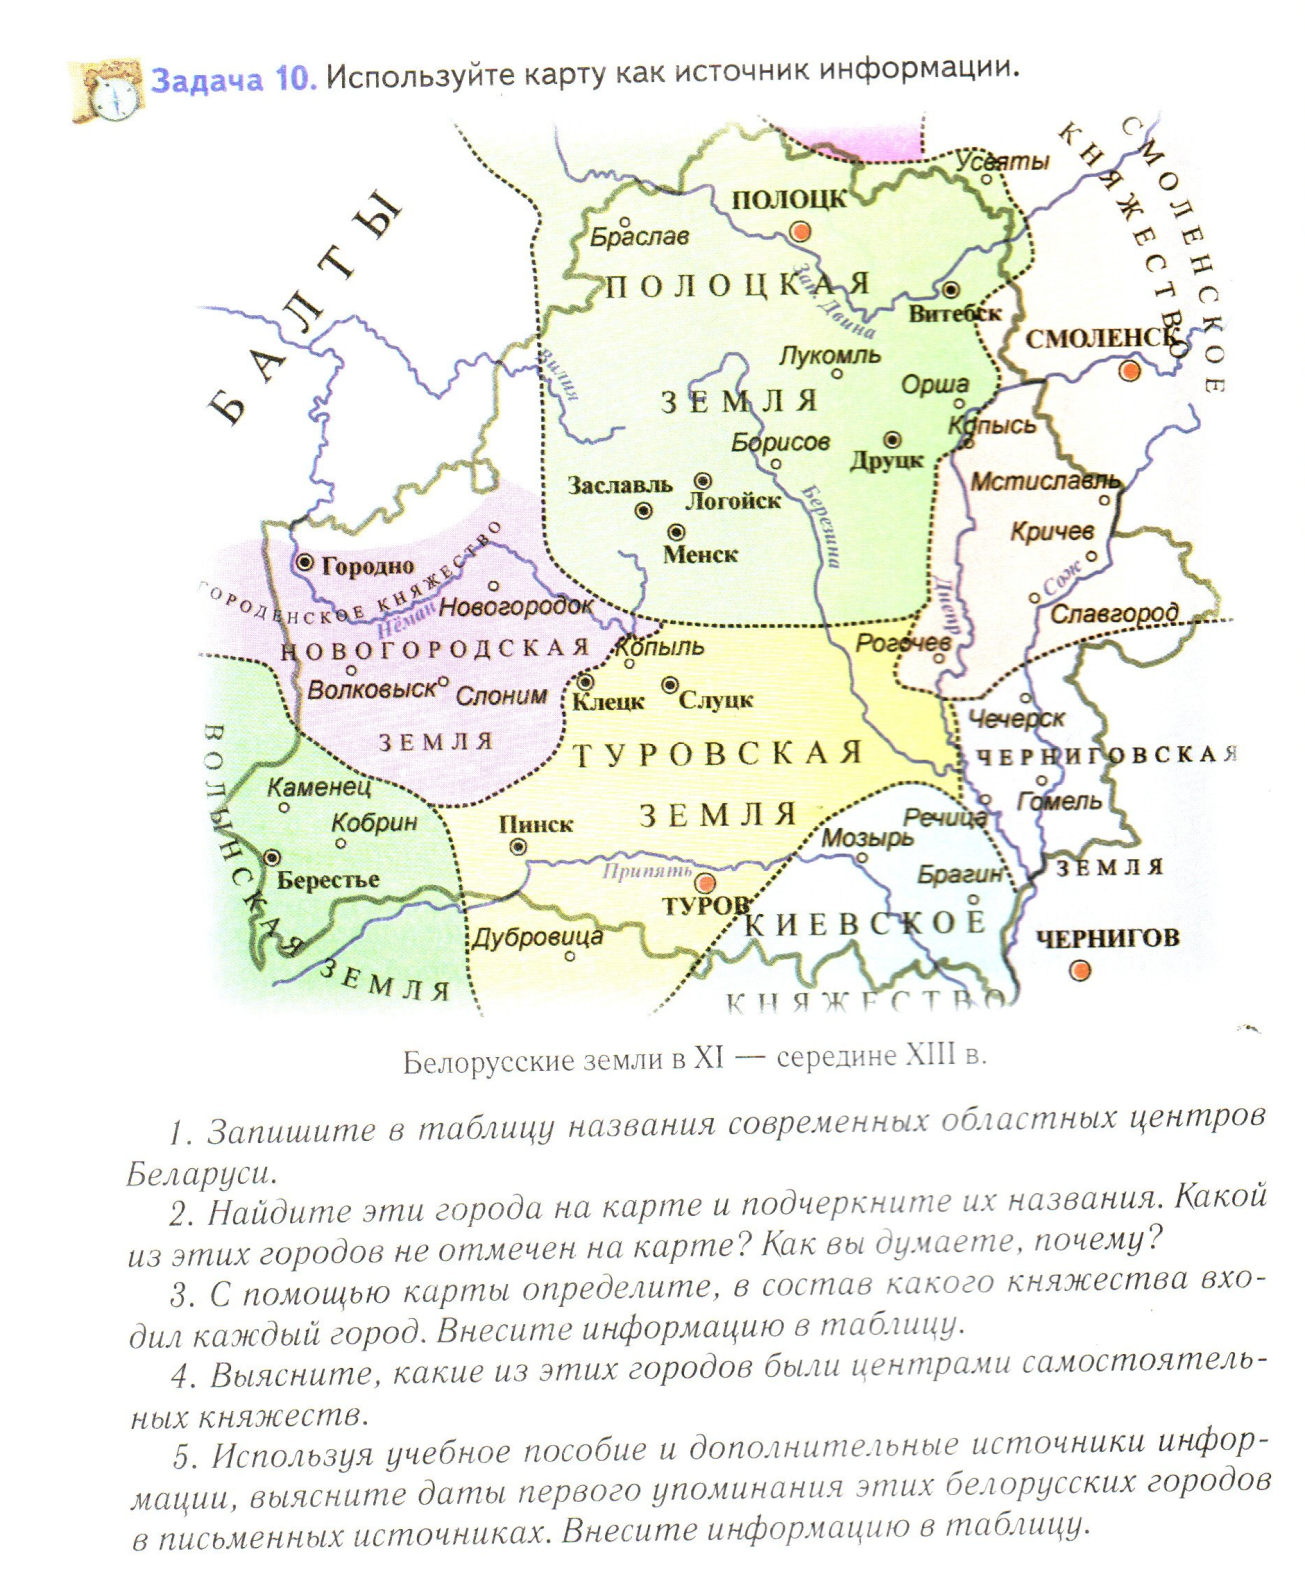 Задача 10. Используйте карту как источник информации.
БАЛТЫ
СМОЛЕНСКОЕ
КНЯЖЕСТВО
Усвяты
ПОЛОЦК
Браслав
ПОЛОЦКАЯ
Зап. Двина
Витебск
СМОЛЕНСК
Вилия
Лукомль
Орша
ЗЕМЛЯ
Копысь
Борисов
Друцк
Мстиславль
Заславль
Логойск
Березина
Кричев
Менск
Городно
ГОРОДЕНСКОЕ КНЯЖЕСТВО
Нёман
Новогородок
Днепр
Сож
Славгород
НОВОГОРОДСКАЯ
Копыль
Рогачев
Волковыск
Слоним
Клецк
Слуцк
Чечерск
ЗЕМЛЯ
ТУРОВСКАЯ
ЧЕРНИГОВСКАЯ
ВОЛЫНСКАЯ
Каменец
ЗЕМЛЯ
Гомель
Кобрин
Пинск
Речица
Мозырь
Берестье
Припять
Брагин
ЗЕМЛЯ
ТУРОВ
КИЕВСКОЕ
Дубровица
ЧЕРНИГОВ
ЗЕМЛЯ
КНЯЖЕСТВО
Белорусские земли в XI — середине XIII в.
1. Запишите в таблицу названия современных областных центров
Беларуси.
2. Найдите эти города на карте и подчеркните их названия. Какой
из этих городов не отмечен на карте? Как вы думаете, почему?
3. С помощью карты определите, в состав какого княжества вхо-
дил каждый город. Внесите информацию в таблицу.
4. Выясните, какие из этих городов были центрами самостоятель-
ных княжеств.
5. Используя учебное пособие и дополнительные источники инфор-
мации, выясните даты первого упоминания этих белорусских городов
в письменных источниках. Внесите информацию в таблицу.